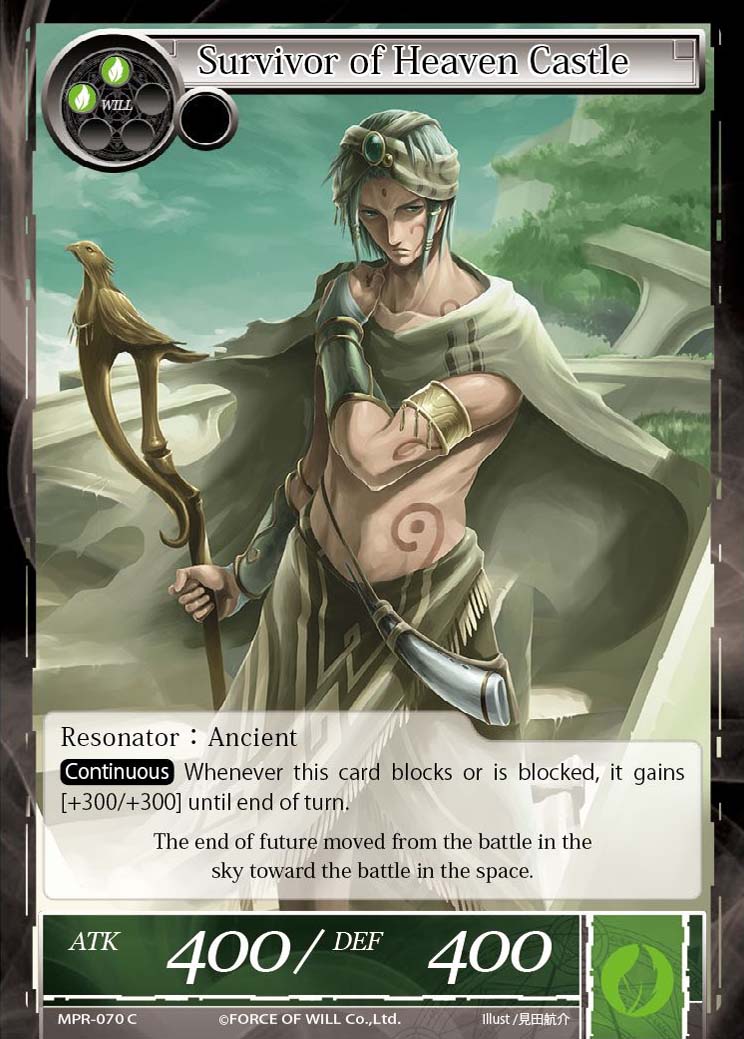 Survivor of Heaven Castle
WILL
Resonator : Ancient
Continuous Whenever this card blocks or is blocked, it gains
[+300/+300] until end of turn.
The end of future moved from the battle in the
sky toward the battle in the space.
ATK 400 / DEF 400
MPR-070 C ©FORCE OF WILL Co.,Ltd. Illust /見田航介